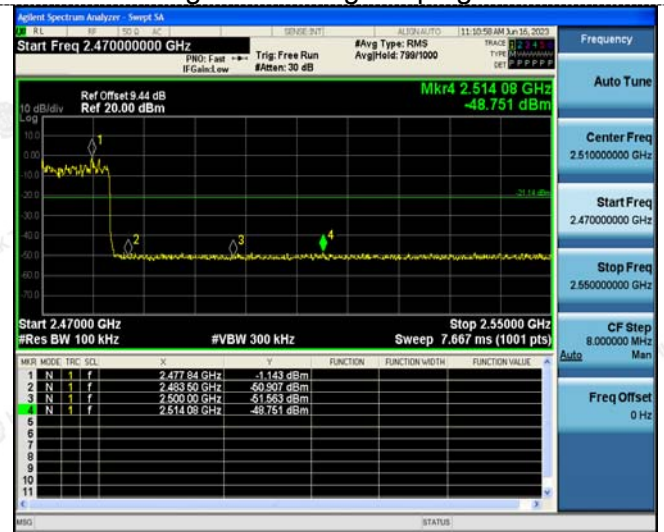 Agilent Spectrum Analyzer - Swept SA
RL RF 50 Ω AC SENSE:INT ALIGNAUTO 11:10:58 AM Jun 16, 2023
Start Freq 2.470000000 GHz
PNO: Fast
IFGain:Low
Trig: Free Run
#Atten: 30 dB
#Avg Type: RMS
Avg|Hold: 799/1000
TRACE 1 2 3 4 5 6
TYPE
DET P P P P P P
Ref Offset 9.44 dB
10 dB/div Ref 20.00 dBm
Log
Mkr4 2.514 08 GHz
-48.751 dBm
10.0
0.00
-10.0
-20.0
-30.0
-40.0
-50.0
-60.0
-70.0
1
2
3
4
-21.14 dBm
Start 2.47000 GHz Stop 2.55000 GHz
#Res BW 100 kHz #VBW 300 kHz Sweep 7.667 ms (1001 pts)
MKR MODE TRC SCL X Y FUNCTION FUNCTION WIDTH FUNCTION VALUE
1 N 1 f 2.477 84 GHz -1.143 dBm
2 N 1 f 2.483 50 GHz -50.907 dBm
3 N 1 f 2.500 00 GHz -51.563 dBm
4 N 1 f 2.514 08 GHz -48.751 dBm
5
6
7
8
9
10
11
MSG STATUS
Frequency
Auto Tune
Center Freq
2.510000000 GHz
Start Freq
2.470000000 GHz
Stop Freq
2.550000000 GHz
CF Step
8.000000 MHz
Auto Man
Freq Offset
0 Hz